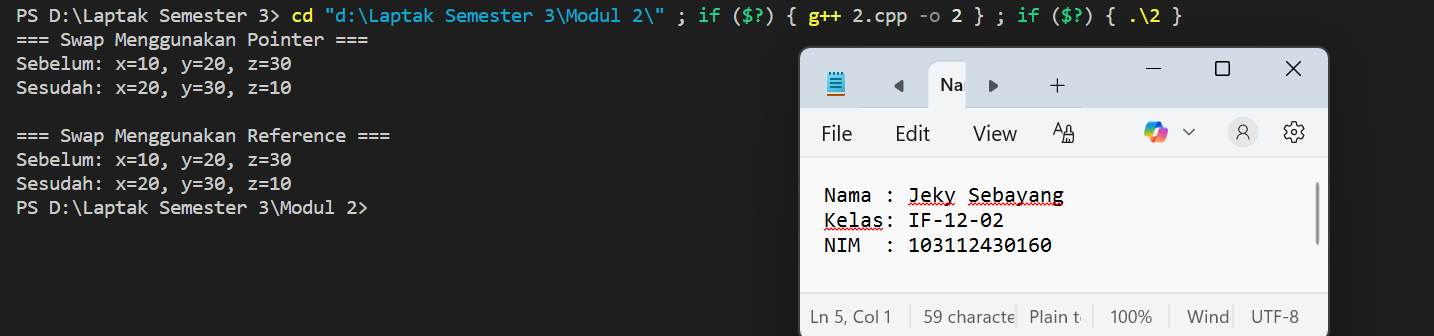 PS D:\Laptak Semester 3> cd "d:\Laptak Semester 3\Modul 2\" ; if ($?) { g++ 2.cpp -o 2 } ; if ($?) { .\2 }
=== Swap Menggunakan Pointer ===
Sebelum: x=10, y=20, z=30
Sesudah: x=20, y=30, z=10

=== Swap Menggunakan Reference ===
Sebelum: x=10, y=20, z=30
Sesudah: x=20, y=30, z=10
PS D:\Laptak Semester 3\Modul 2>
Na
File Edit View
Nama : Jeky Sebayang
Kelas: IF-12-02
NIM  : 103112430160
Ln 5, Col 1 59 characte Plain t 100% Wind UTF-8